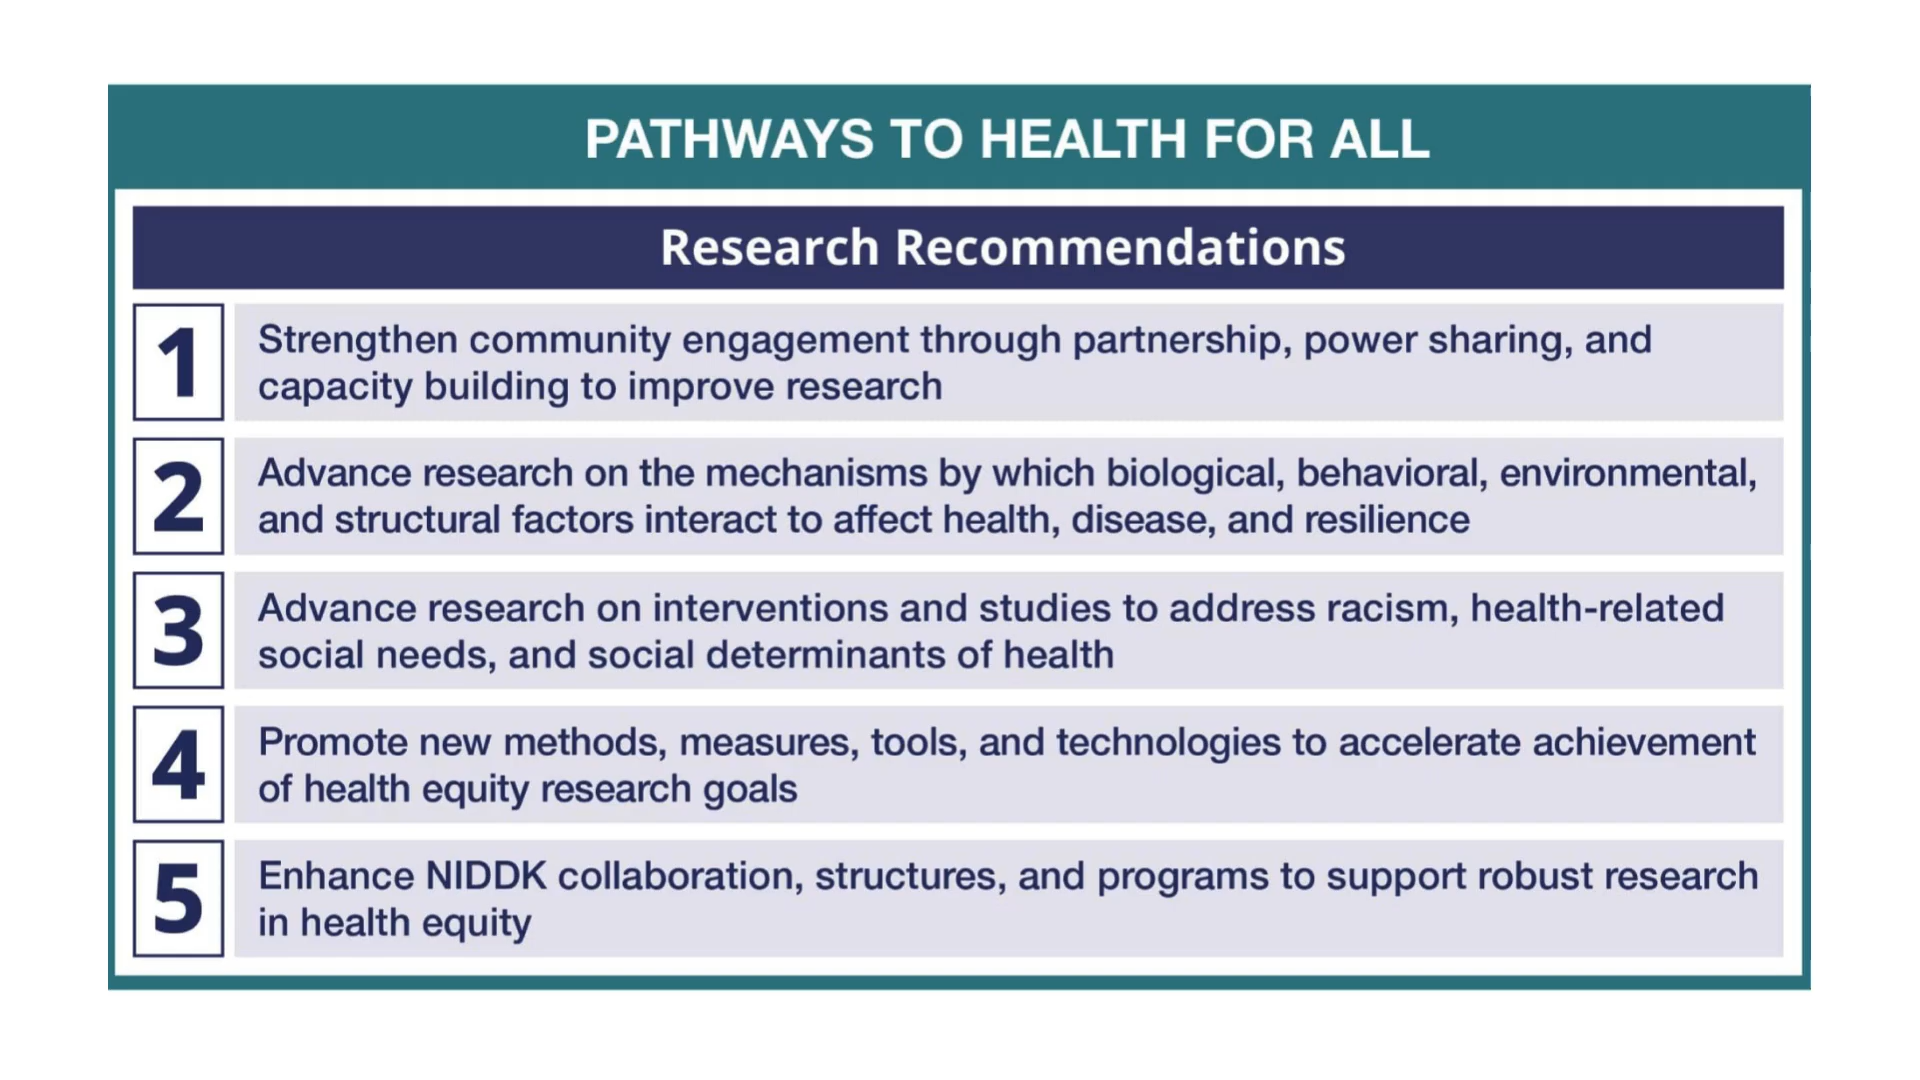 PATHWAYS TO HEALTH FOR ALL
Research Recommendations
1
Strengthen community engagement through partnership, power sharing, and
capacity building to improve research
2
Advance research on the mechanisms by which biological, behavioral, environmental,
and structural factors interact to affect health, disease, and resilience
3
Advance research on interventions and studies to address racism, health-related
social needs, and social determinants of health
4
Promote new methods, measures, tools, and technologies to accelerate achievement
of health equity research goals
5
Enhance NIDDK collaboration, structures, and programs to support robust research
in health equity